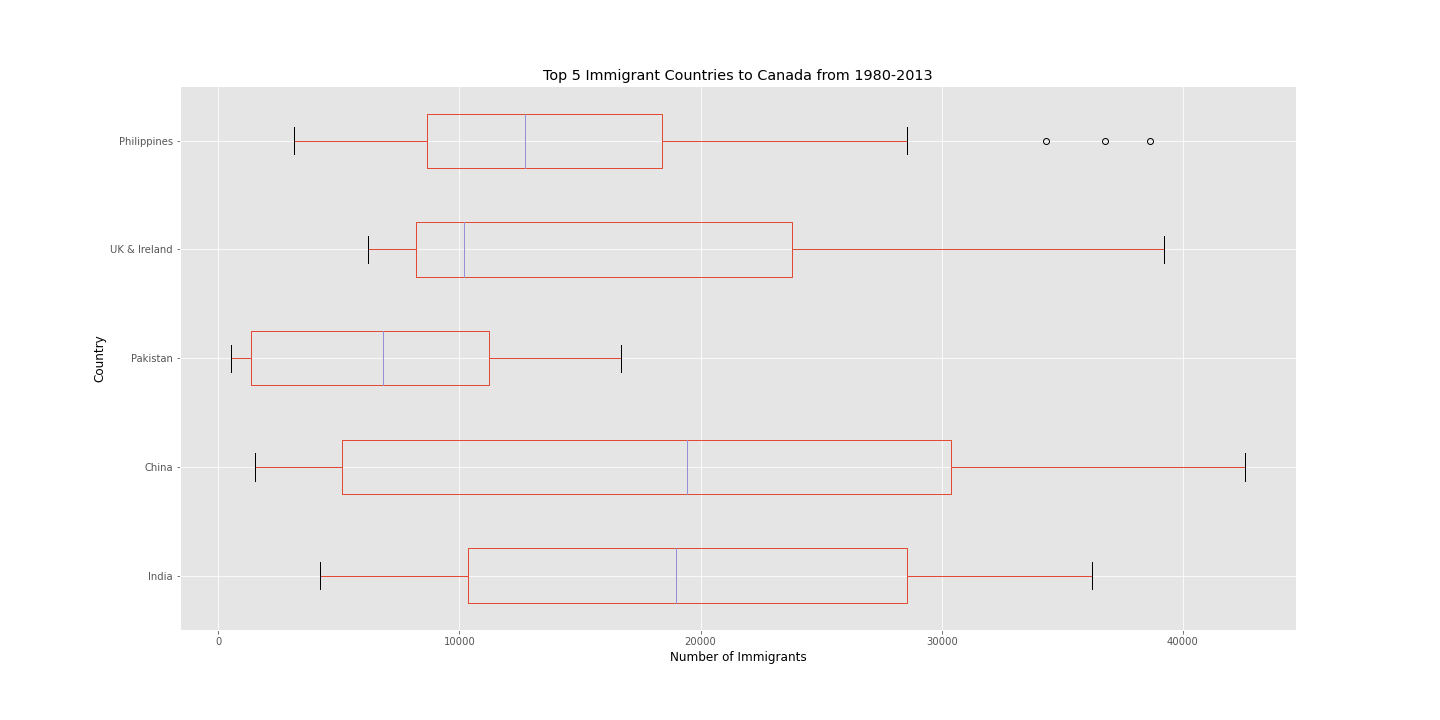 Top 5 Immigrant Countries to Canada from 1980-2013
Philippines
UK & Ireland
Pakistan
China
India
Country
0 10000 20000 30000 40000
Number of Immigrants